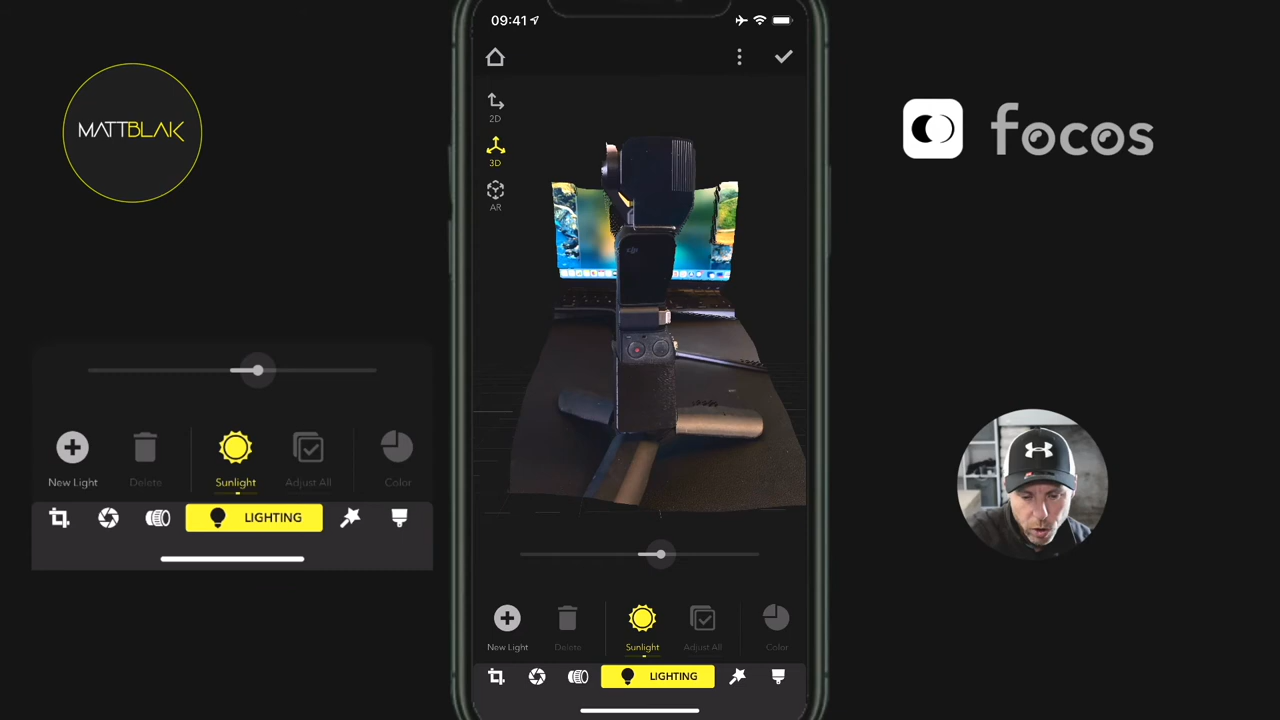 09:41
MATTBLAK
focos
2D
3D
AR
dji
New Light
Delete
Sunlight
Adjust All
Color
LIGHTING
New Light
Delete
Sunlight
Adjust All
Color
LIGHTING